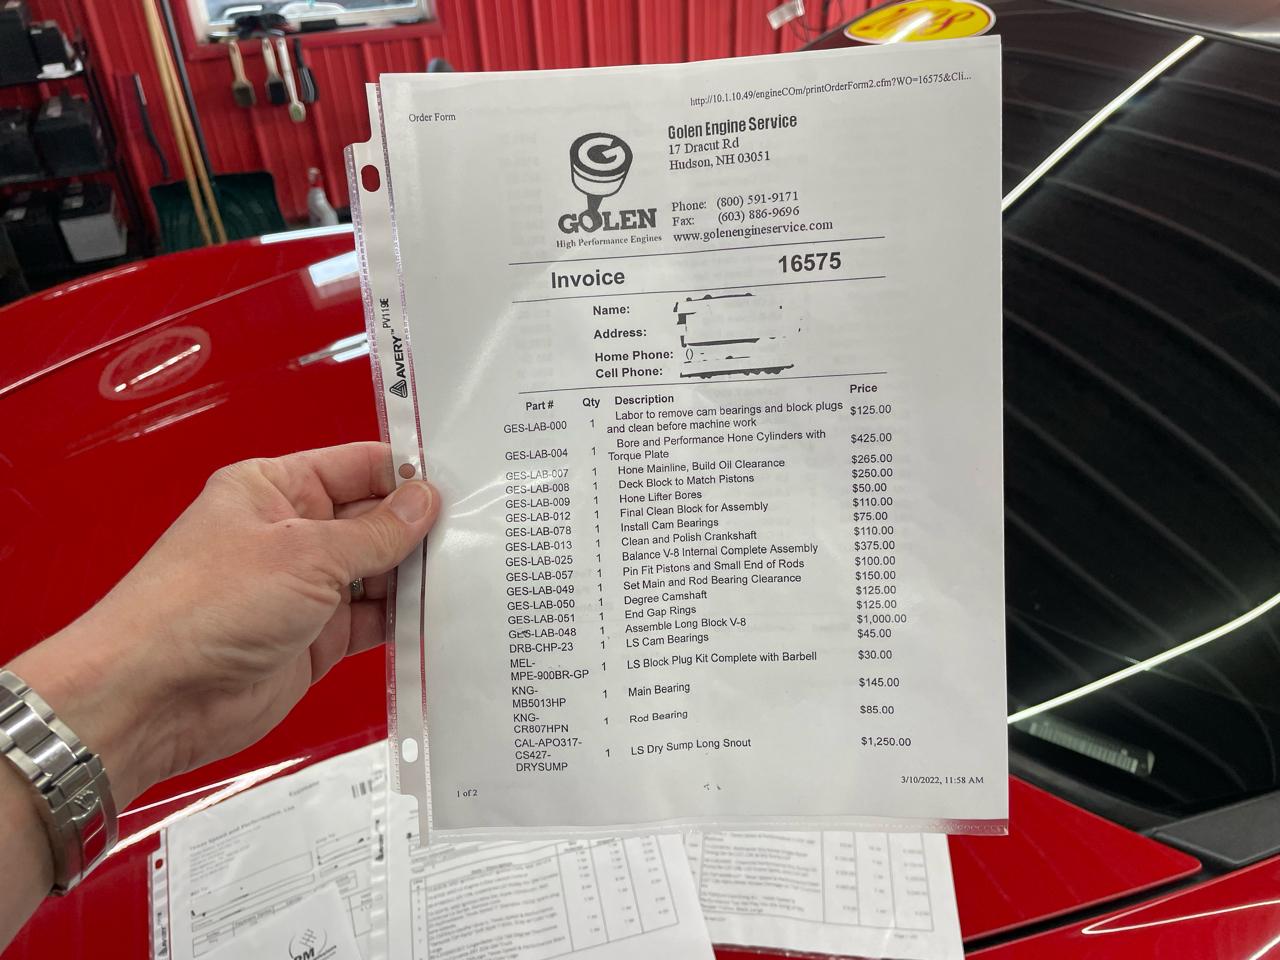 2008
Order Form
http://10.1.10.49/engineCOm/printOrderForm2.cfm?WO=16575&Cli...
Golen Engine Service
17 Dracut Rd
Hudson, NH 03051
G
GOLEN
High Performance Engines
Phone: (800) 591-9171
Fax: (603) 886-9696
www.golenengineservice.com
Invoice 16575
Name:
Address:
Home Phone: () -
Cell Phone:
Part # Qty Description Price
GES-LAB-000 1 Labor to remove cam bearings and block plugs and clean before machine work $125.00
GES-LAB-004 1 Bore and Performance Hone Cylinders with Torque Plate $425.00
GES-LAB-007 1 Hone Mainline, Build Oil Clearance $265.00
GES-LAB-008 1 Deck Block to Match Pistons $250.00
GES-LAB-009 1 Hone Lifter Bores $50.00
GES-LAB-012 1 Final Clean Block for Assembly $110.00
GES-LAB-078 1 Install Cam Bearings $75.00
GES-LAB-013 1 Clean and Polish Crankshaft $110.00
GES-LAB-025 1 Balance V-8 Internal Complete Assembly $375.00
GES-LAB-057 1 Pin Fit Pistons and Small End of Rods $100.00
GES-LAB-049 1 Set Main and Rod Bearing Clearance $150.00
GES-LAB-050 1 Degree Camshaft $125.00
GES-LAB-051 1 End Gap Rings $125.00
GES-LAB-048 1 Assemble Long Block V-8 $1,000.00
DRB-CHP-23 1 LS Cam Bearings $45.00
MEL-MPE-900BR-GP 1 LS Block Plug Kit Complete with Barbell $30.00
KNG-MB5013HP 1 Main Bearing $145.00
KNG-CR807HPN 1 Rod Bearing $85.00
CAL-APO317-CS427-DRYSUMP 1 LS Dry Sump Long Snout $1,250.00
1 of 2
3/10/2022, 11:58 AM
AVERY™ PV119E
Texas Speed and Performance, Ltd.